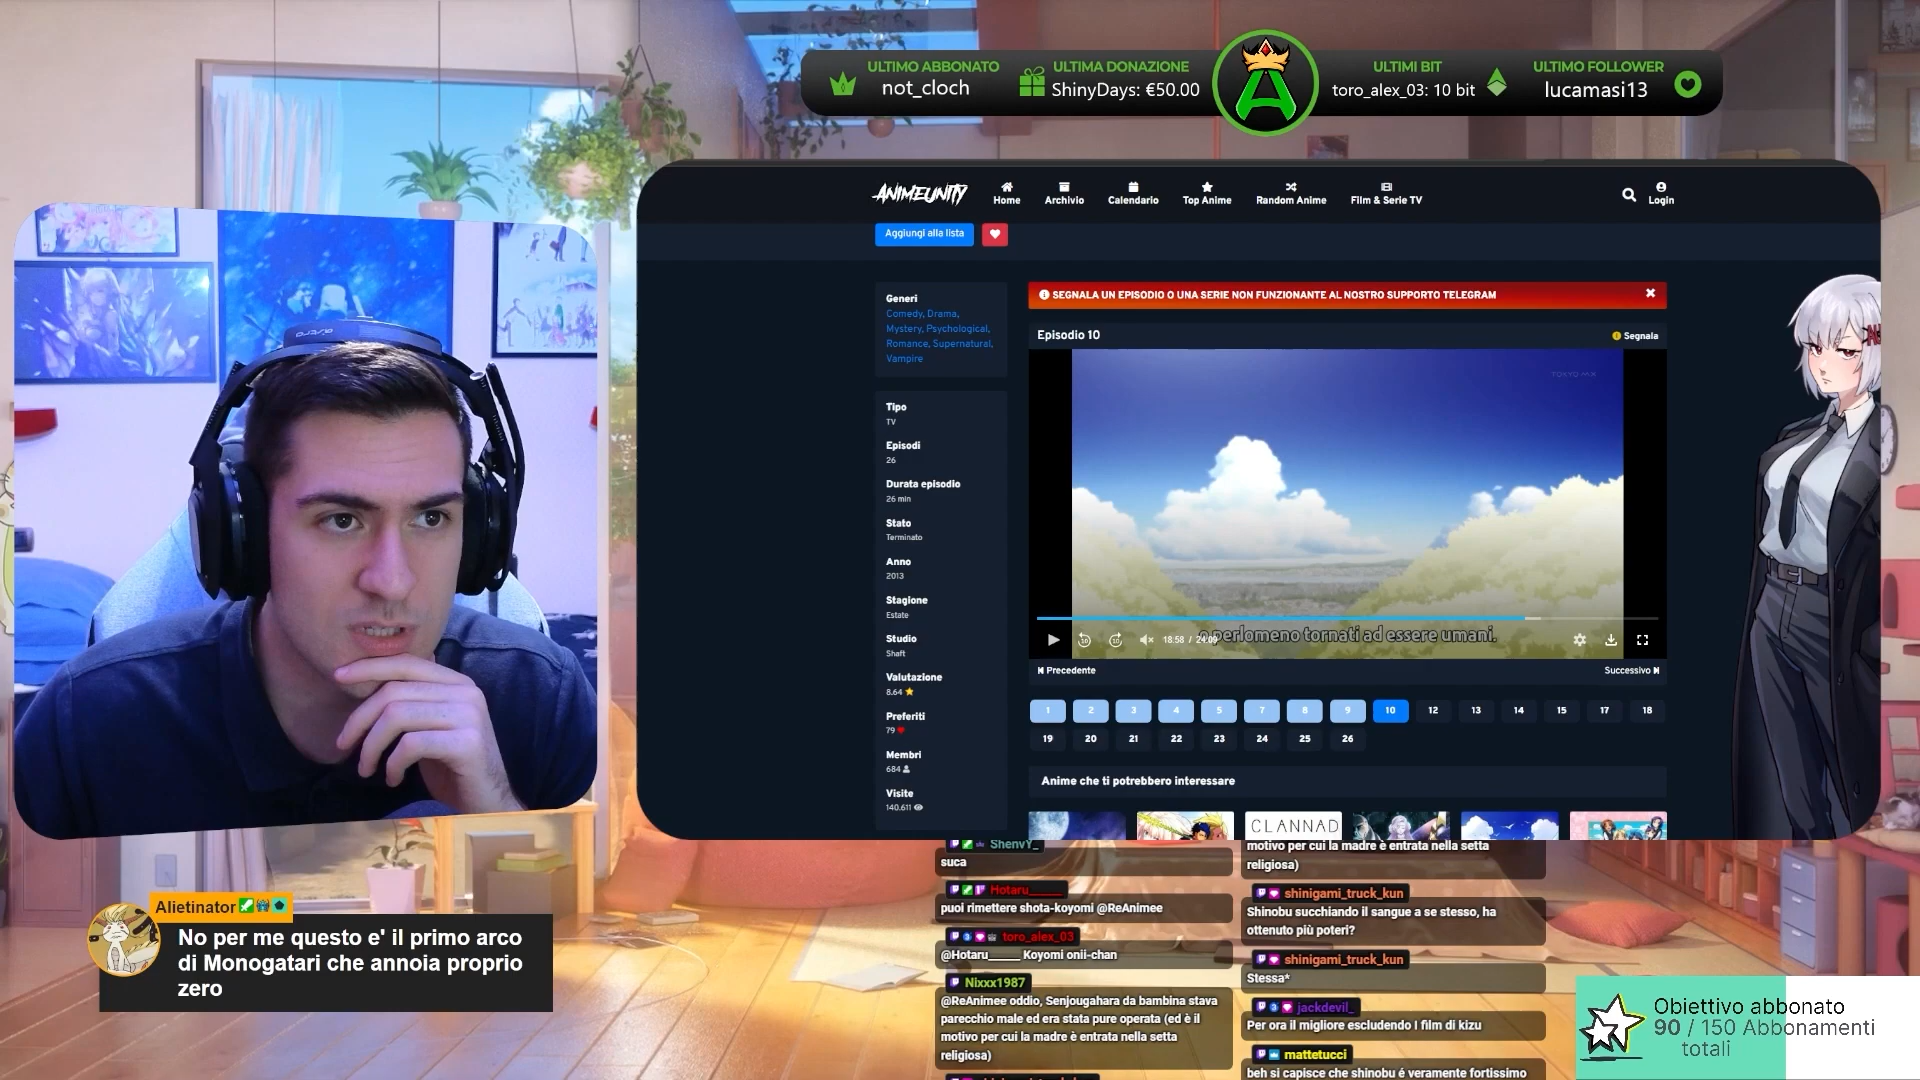 ULTIMO ABBONATO
not_cloch
ULTIMA DONAZIONE
ShinyDays: €50.00
ULTIMI BIT
toro_alex_03: 10 bit
ULTIMO FOLLOWER
lucamasi13
ANIMEUNITY
Home
Archivio
Calendario
Top Anime
Random Anime
Film & Serie TV
Login
Aggiungi alla lista
Generi
Comedy, Drama,
Mystery, Psychological,
Romance, Supernatural,
Vampire
Tipo
TV
Episodi
26
Durata episodio
26 min
Stato
Terminato
Anno
2013
Stagione
Estate
Studio
Shaft
Valutazione
8.64
Preferiti
79
Membri
684
Visite
140.611
SEGNALA UN EPISODIO O UNA SERIE NON FUNZIONANTE AL NOSTRO SUPPORTO TELEGRAM
Episodio 10
Segnala
TOKYO MX
o perlomeno tornati ad essere umani.
18:58 / 24:09
Precedente
Successivo
1 2 3 4 5 7 8 9 10 12 13 14 15 17 18
19 20 21 22 23 24 25 26
Anime che ti potrebbero interessare
CLANNAD
ShenvY_
suca
Hotaru_____
puoi rimettere shota-koyomi @ReAnimee
toro_alex_03
@Hotaru_____ Koyomi onii-chan
Nixxx1987
@ReAnimee oddio, Senjougahara da bambina stava
parecchio male ed era stata pure operata (ed è il
motivo per cui la madre è entrata nella setta
religiosa)
motivo per cui la madre è entrata nella setta
religiosa)
shinigami_truck_kun
Shinobu succhiando il sangue a se stesso, ha
ottenuto più poteri?
shinigami_truck_kun
Stessa*
jackdevil_
Per ora il migliore escludendo I film di kizu
mattetucci
beh si capisce che shinobu é veramente fortissimo
Alietinator
No per me questo e' il primo arco
di Monogatari che annoia proprio
zero
Obiettivo abbonato
90 / 150 Abbonamenti
totali